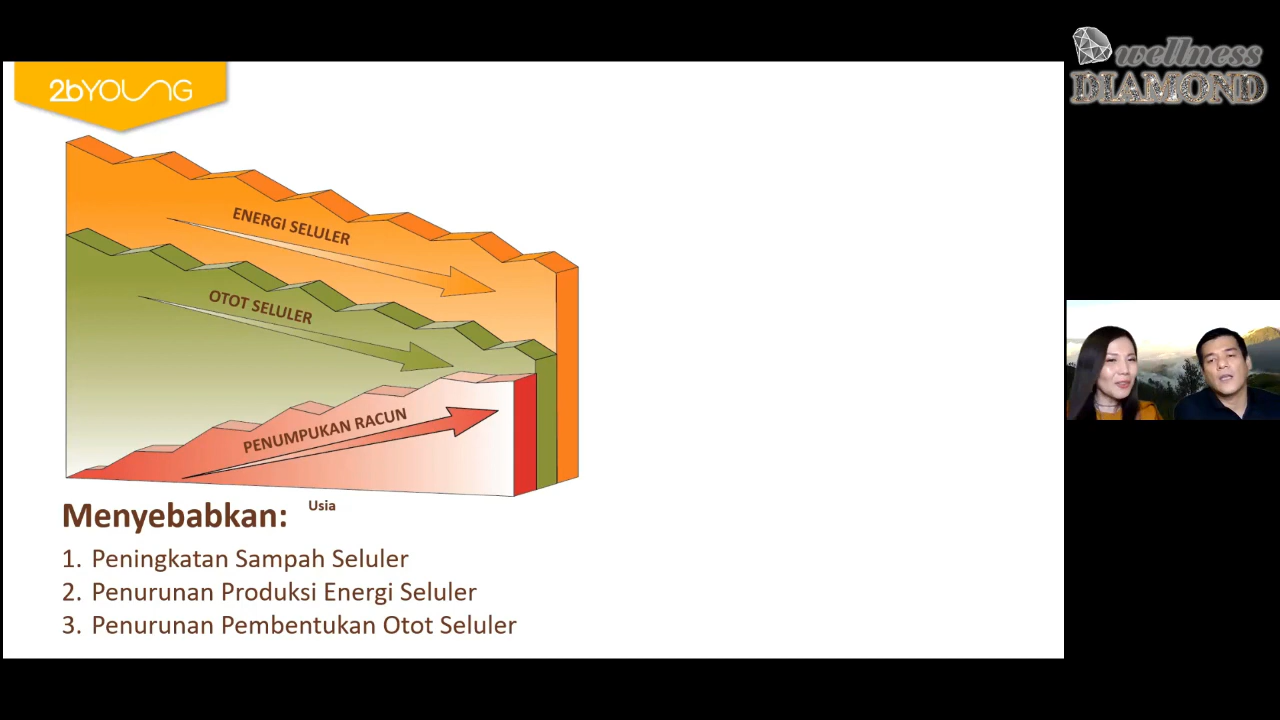 2bYOUNG
wellness
DIAMOND
ENERGI SELULER
OTOT SELULER
PENUMPUKAN RACUN
Usia
Menyebabkan:
1. Peningkatan Sampah Seluler
2. Penurunan Produksi Energi Seluler
3. Penurunan Pembentukan Otot Seluler